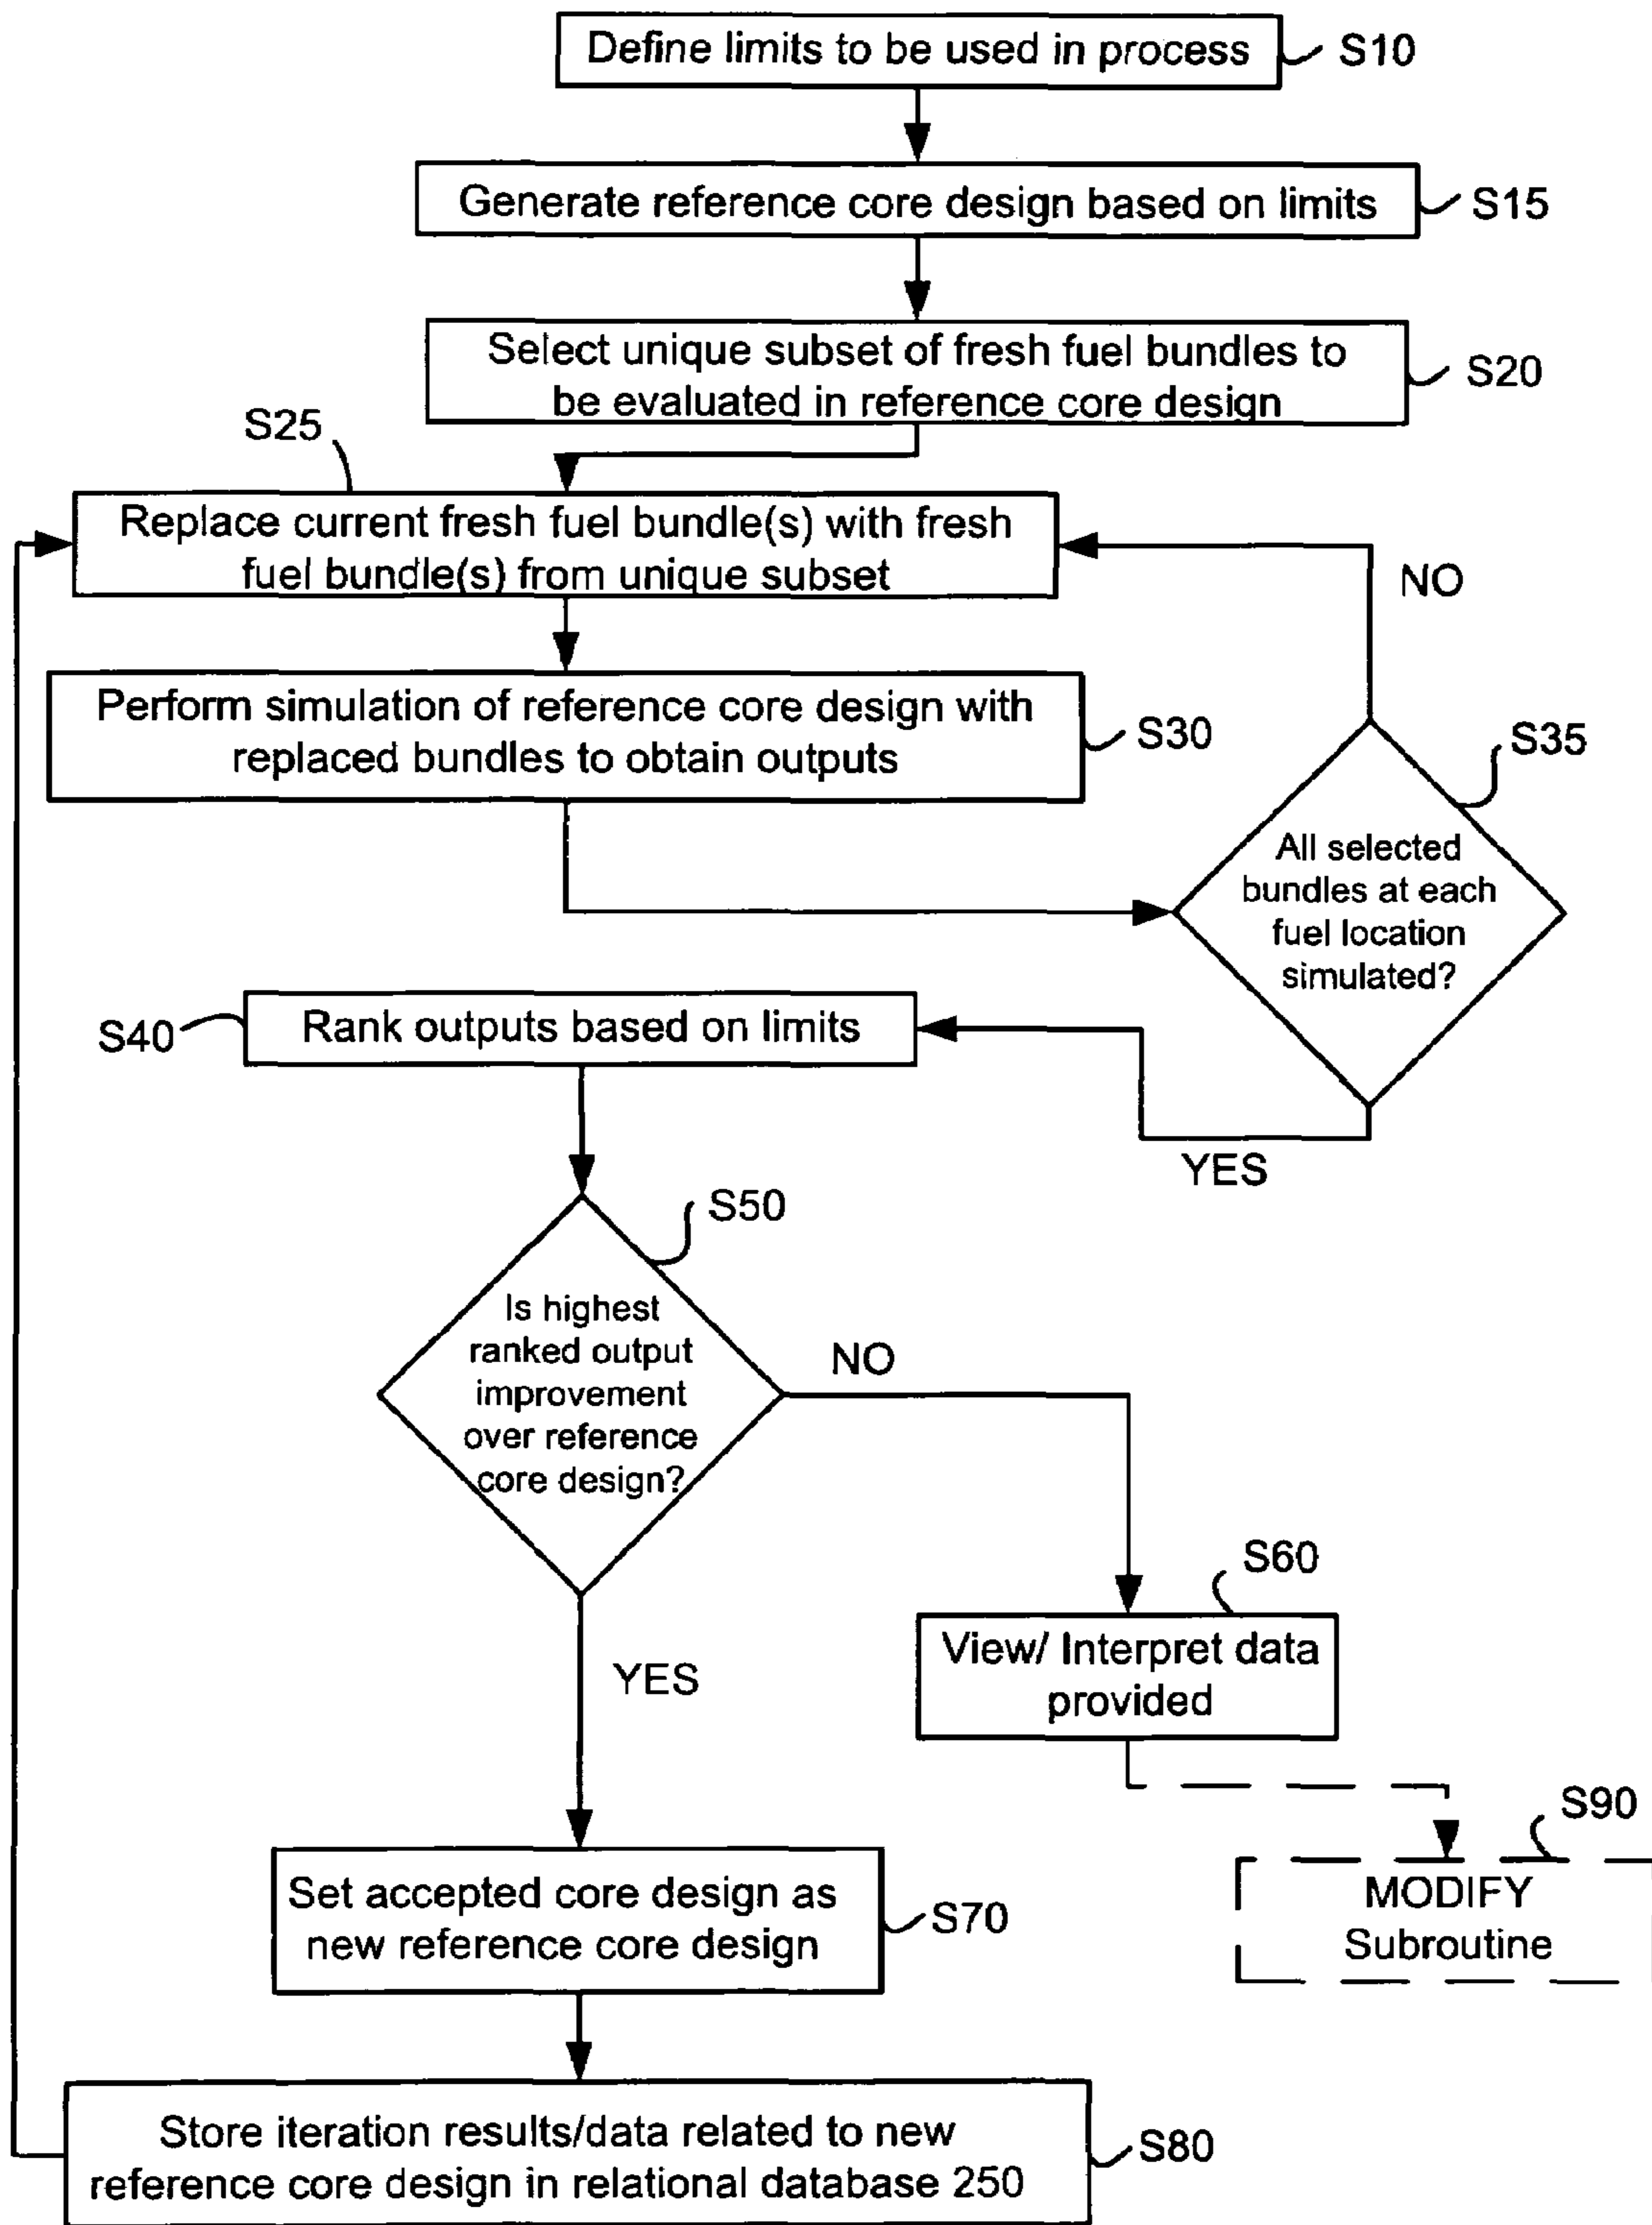 Define limits to be used in process
S10
Generate reference core design based on limits
S15
Select unique subset of fresh fuel bundles to
be evaluated in reference core design
S20
S25
Replace current fresh fuel bundle(s) with fresh
fuel bundle(s) from unique subset
NO
Perform simulation of reference core design with
replaced bundles to obtain outputs
S30
S35
All selected
bundles at each
fuel location
simulated?
S40
Rank outputs based on limits
YES
S50
Is highest
ranked output
improvement
over reference
core design?
NO
S60
View/ Interpret data
provided
YES
S90
MODIFY
Subroutine
Set accepted core design as
new reference core design
S70
Store iteration results/data related to new
reference core design in relational database 250
S80